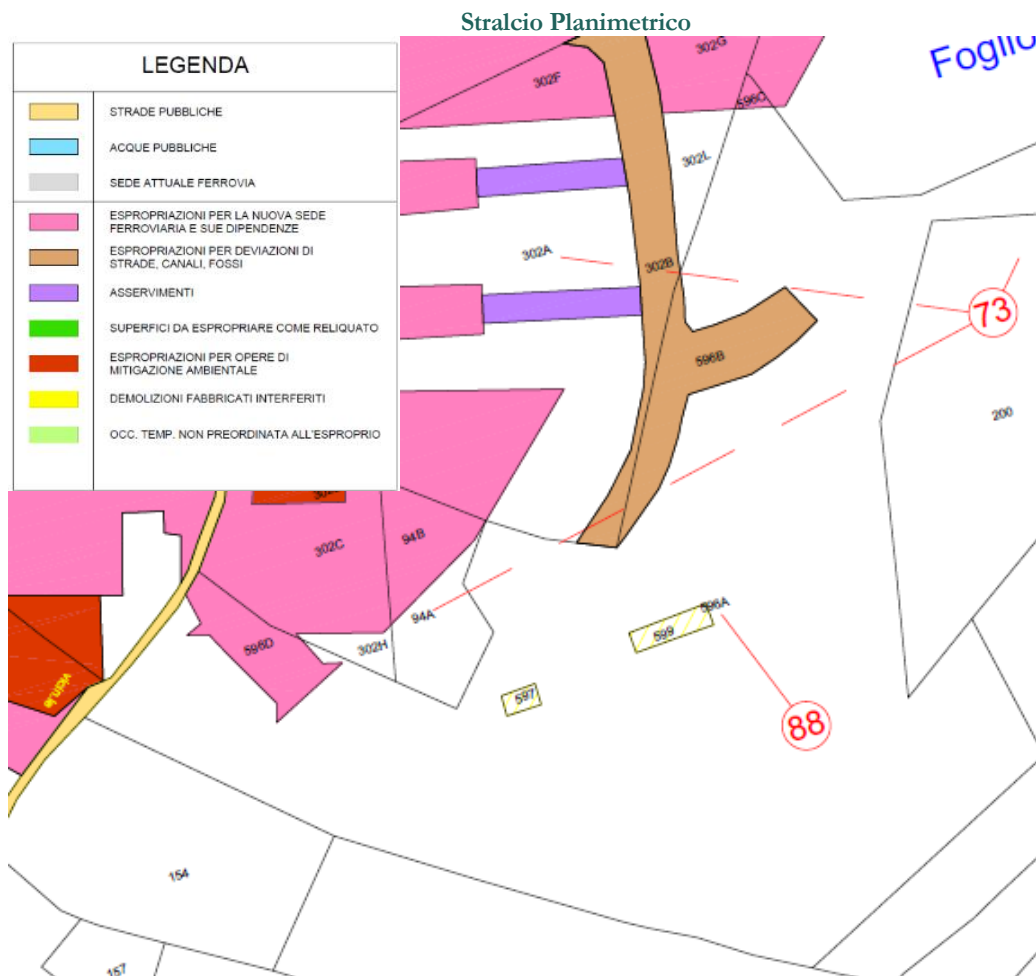 Stralcio Planimetrico
LEGENDA
STRADE PUBBLICHE
ACQUE PUBBLICHE
SEDE ATTUALE FERROVIA
ESPROPRIAZIONI PER LA NUOVA SEDE
FERROVIARIA E SUE DIPENDENZE
ESPROPRIAZIONI PER DEVIAZIONI DI
STRADE, CANALI, FOSSI
ASSERVIMENTI
SUPERFICI DA ESPROPRIARE COME RELIQUATO
ESPROPRIAZIONI PER OPERE DI
MITIGAZIONE AMBIENTALE
DEMOLIZIONI FABBRICATI INTERFERITI
OCC. TEMP. NON PREORDINATA ALL'ESPROPRIO
302G
Foglio
302F
596C
302L
302A
302B
73
596B
200
302C
94B
94A
596A
599
596D
302H
vicin.le
597
88
154
157